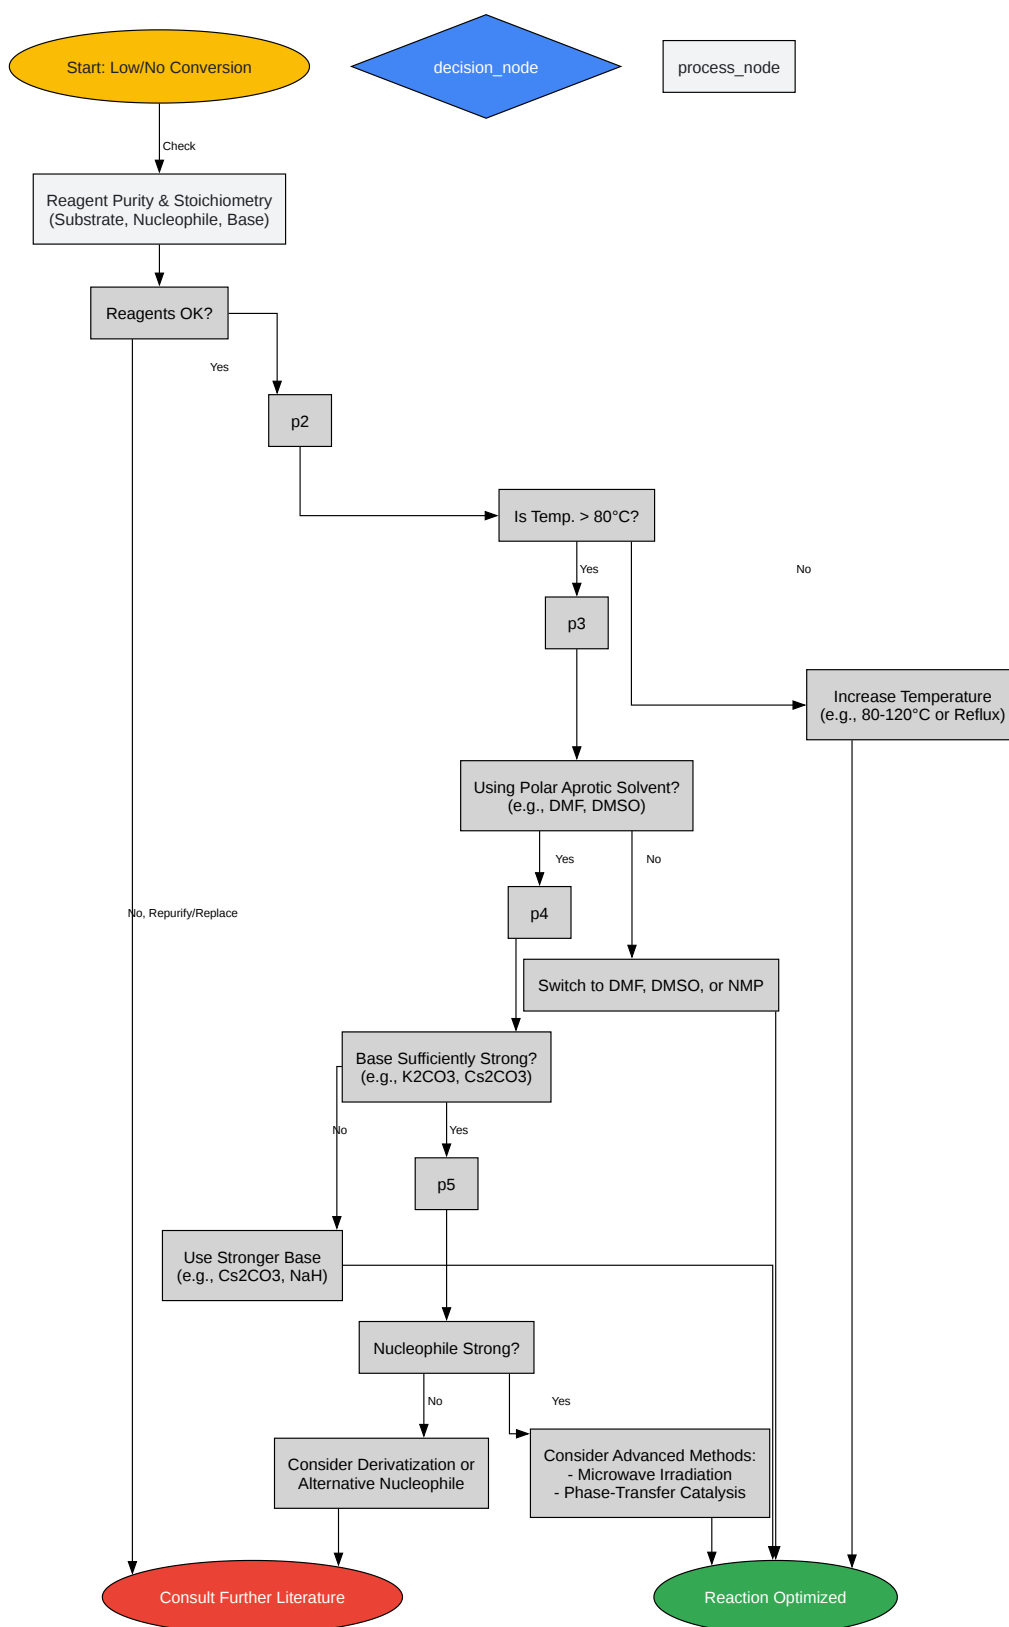 Start: Low/No Conversion
decision_node
process_node
Check
Reagent Purity & Stoichiometry
(Substrate, Nucleophile, Base)
Reagents OK?
Yes
p2
Is Temp. > 80°C?
Yes
No
p3
Increase Temperature
(e.g., 80-120°C or Reflux)
Using Polar Aprotic Solvent?
(e.g., DMF, DMSO)
Yes
No
p4
No, Repurify/Replace
Switch to DMF, DMSO, or NMP
Base Sufficiently Strong?
(e.g., K2CO3, Cs2CO3)
No
Yes
p5
Use Stronger Base
(e.g., Cs2CO3, NaH)
Nucleophile Strong?
No
Yes
Consider Derivatization or
Alternative Nucleophile
Consider Advanced Methods:
- Microwave Irradiation
- Phase-Transfer Catalysis
Consult Further Literature
Reaction Optimized